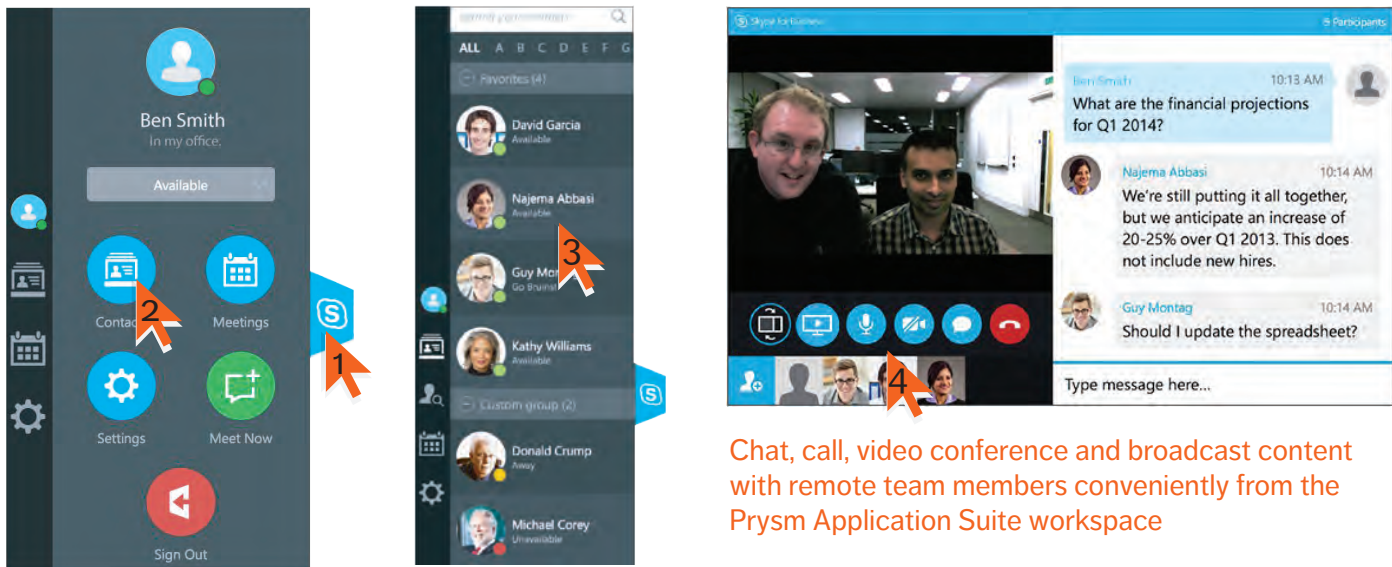 Ben Smith
In my office.
Available
Contac
2
Meetings
1
Settings
Meet Now
Sign Out
ALL A B C D E F G
Favorites (4)
David Garcia
Available
Najema Abbasi
Available
3
Guy Mon
Kathy Williams
Available
Custom group (2)
Donald Crump
Away
Michael Corey
Unavailable
Skype for Business
Participants
Ben Smith 10:13 AM
What are the financial projections
for Q1 2014?
Najema Abbasi 10:14 AM
We're still putting it all together,
but we anticipate an increase of
20-25% over Q1 2013. This does
not include new hires.
Guy Montag 10:14 AM
Should I update the spreadsheet?
4
Type message here...
Chat, call, video conference and broadcast content
with remote team members conveniently from the
Prysm Application Suite workspace